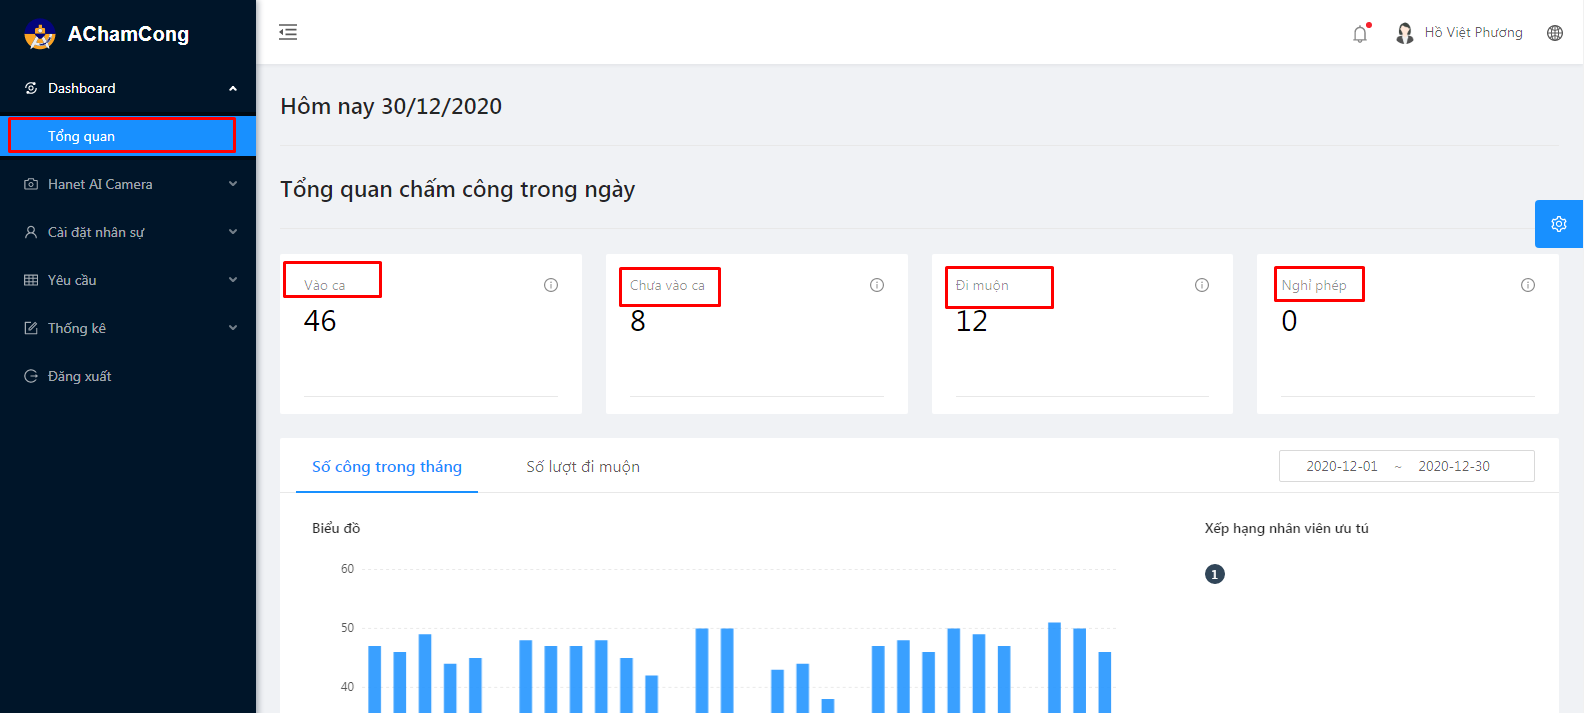 AChamCong
Dashboard
Tổng quan
Hanet AI Camera
Cài đặt nhân sự
Yêu cầu
Thống kê
Đăng xuất
Hồ Việt Phương
Hôm nay 30/12/2020
Tổng quan chấm công trong ngày
Vào ca
46
Chưa vào ca
8
Đi muộn
12
Nghỉ phép
0
Số công trong tháng
Số lượt đi muộn
2020-12-01 ~ 2020-12-30
Biểu đồ
60
50
40
Xếp hạng nhân viên ưu tú
1